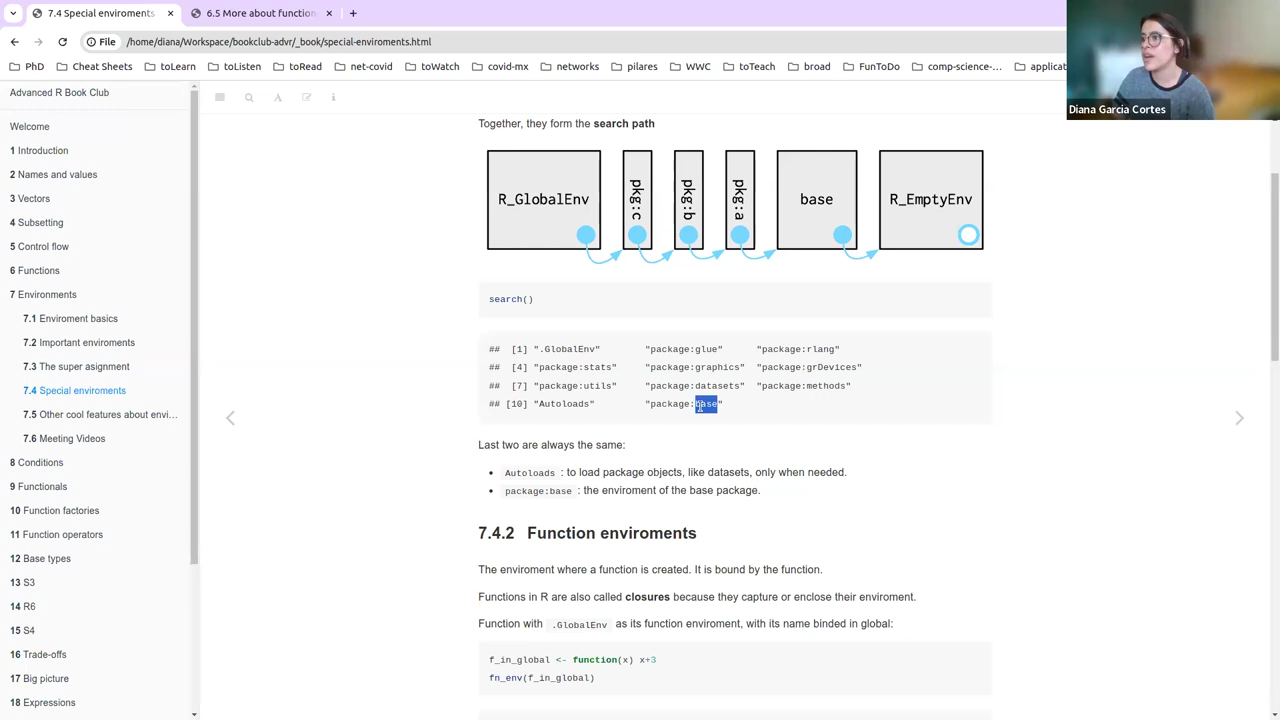 7.4 Special enviroments
6.5 More about function
File
/home/diana/Workspace/bookclub-advr/_book/special-enviroments.html
PhD
Cheat Sheets
toLearn
toListen
toRead
net-covid
toWatch
covid-mx
networks
pilares
WWC
toTeach
broad
FunToDo
comp-science-...
applicat
Diana Garcia Cortes
Advanced R Book Club
Welcome
1 Introduction
2 Names and values
3 Vectors
4 Subsetting
5 Control flow
6 Functions
7 Environments
7.1 Enviroment basics
7.2 Important enviroments
7.3 The super asignment
7.4 Special enviroments
7.5 Other cool features about envi...
7.6 Meeting Videos
8 Conditions
9 Functionals
10 Function factories
11 Function operators
12 Base types
13 S3
14 R6
15 S4
16 Trade-offs
17 Big picture
18 Expressions
Together, they form the search path
R_GlobalEnv
pkg:c
pkg:b
pkg:a
base
R_EmptyEnv
search()
##  [1] ".GlobalEnv"        "package:glue"      "package:rlang"
##  [4] "package:stats"     "package:graphics"  "package:grDevices"
##  [7] "package:utils"     "package:datasets"  "package:methods"
## [10] "Autoloads"         "package:base"
Last two are always the same:
• Autoloads : to load package objects, like datasets, only when needed.
• package:base : the enviroment of the base package.
7.4.2 Function enviroments
The enviroment where a function is created. It is bound by the function.
Functions in R are also called closures because they capture or enclose their enviroment.
Function with .GlobalEnv as its function enviroment, with its name binded in global:
f_in_global <- function(x) x+3
fn_env(f_in_global)